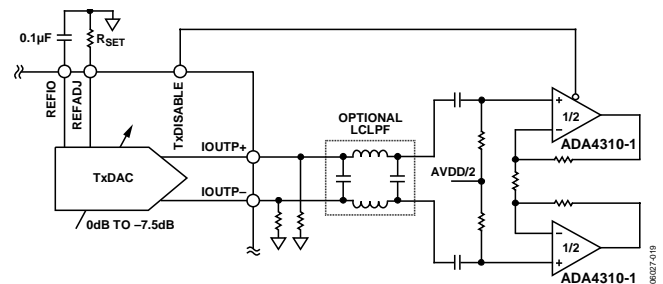 0.1µF
RSET
REFIO
REFADJ
TxDISABLE
IOUTP+
IOUTP–
TxDAC
0dB TO –7.5dB
OPTIONAL
LCLPF
AVDD/2
+
1/2
–
ADA4310-1
–
1/2
+
ADA4310-1
06027-019